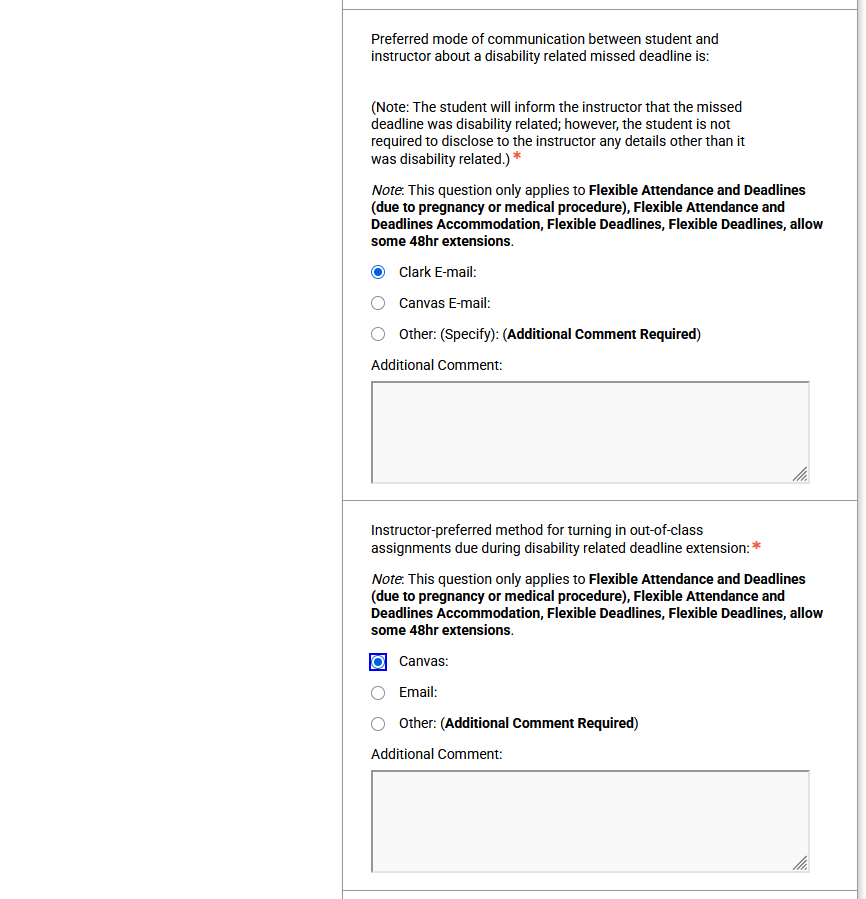 Preferred mode of communication between student and
instructor about a disability related missed deadline is:
(Note: The student will inform the instructor that the missed
deadline was disability related; however, the student is not
required to disclose to the instructor any details other than it
was disability related.) *
Note: This question only applies to Flexible Attendance and Deadlines
(due to pregnancy or medical procedure), Flexible Attendance and
Deadlines Accommodation, Flexible Deadlines, Flexible Deadlines, allow
some 48hr extensions.
Clark E-mail:
Canvas E-mail:
Other: (Specify): (Additional Comment Required)
Additional Comment:
Instructor-preferred method for turning in out-of-class
assignments due during disability related deadline extension: *
Note: This question only applies to Flexible Attendance and Deadlines
(due to pregnancy or medical procedure), Flexible Attendance and
Deadlines Accommodation, Flexible Deadlines, Flexible Deadlines, allow
some 48hr extensions.
Canvas:
Email:
Other: (Additional Comment Required)
Additional Comment: